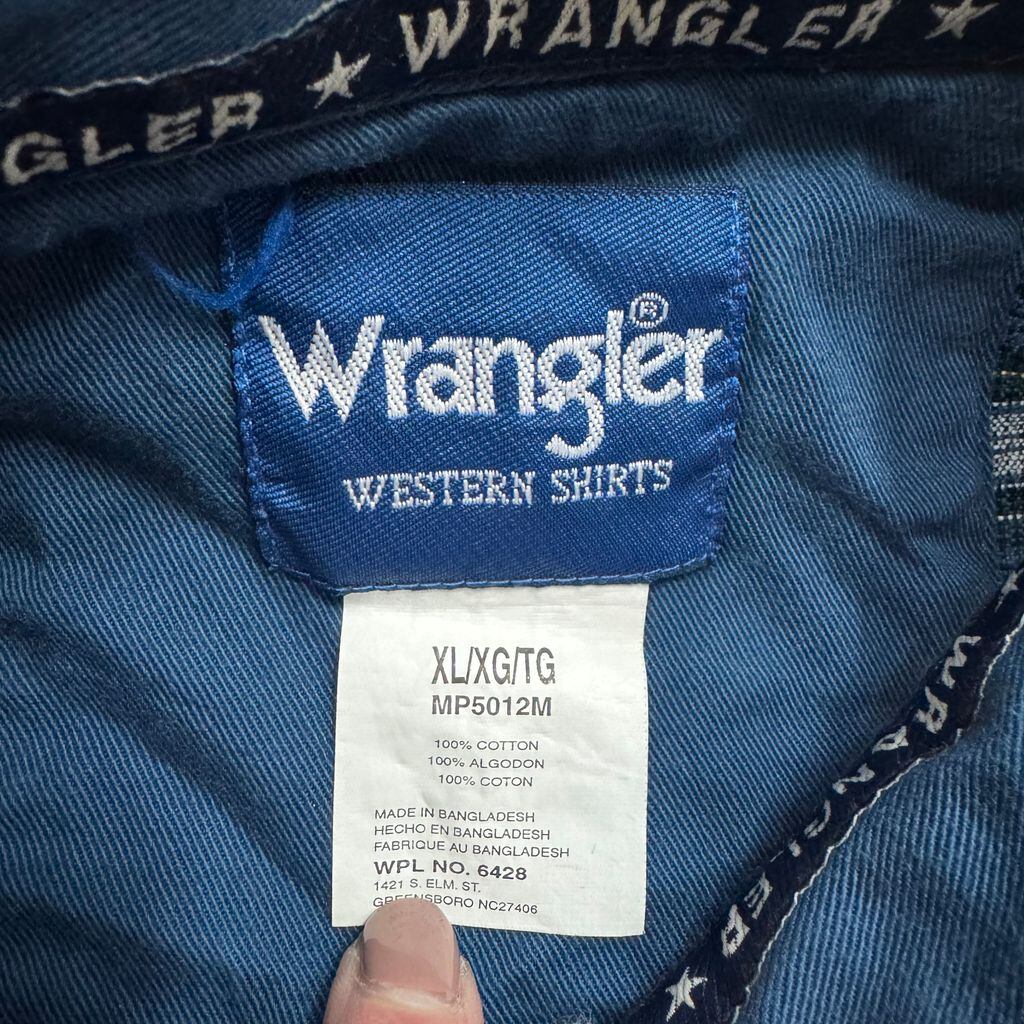 GLER ★ WRANGLER ★
Wrangler®
WESTERN SHIRTS
XL/XG/TG
MP5012M
100% COTTON
100% ALGODON
100% COTON
MADE IN BANGLADESH
HECHO EN BANGLADESH
FABRIQUE AU BANGLADESH
WPL NO. 6428
1421 S. ELM. ST.
GREENSBORO NC27406
WRANGLER ★